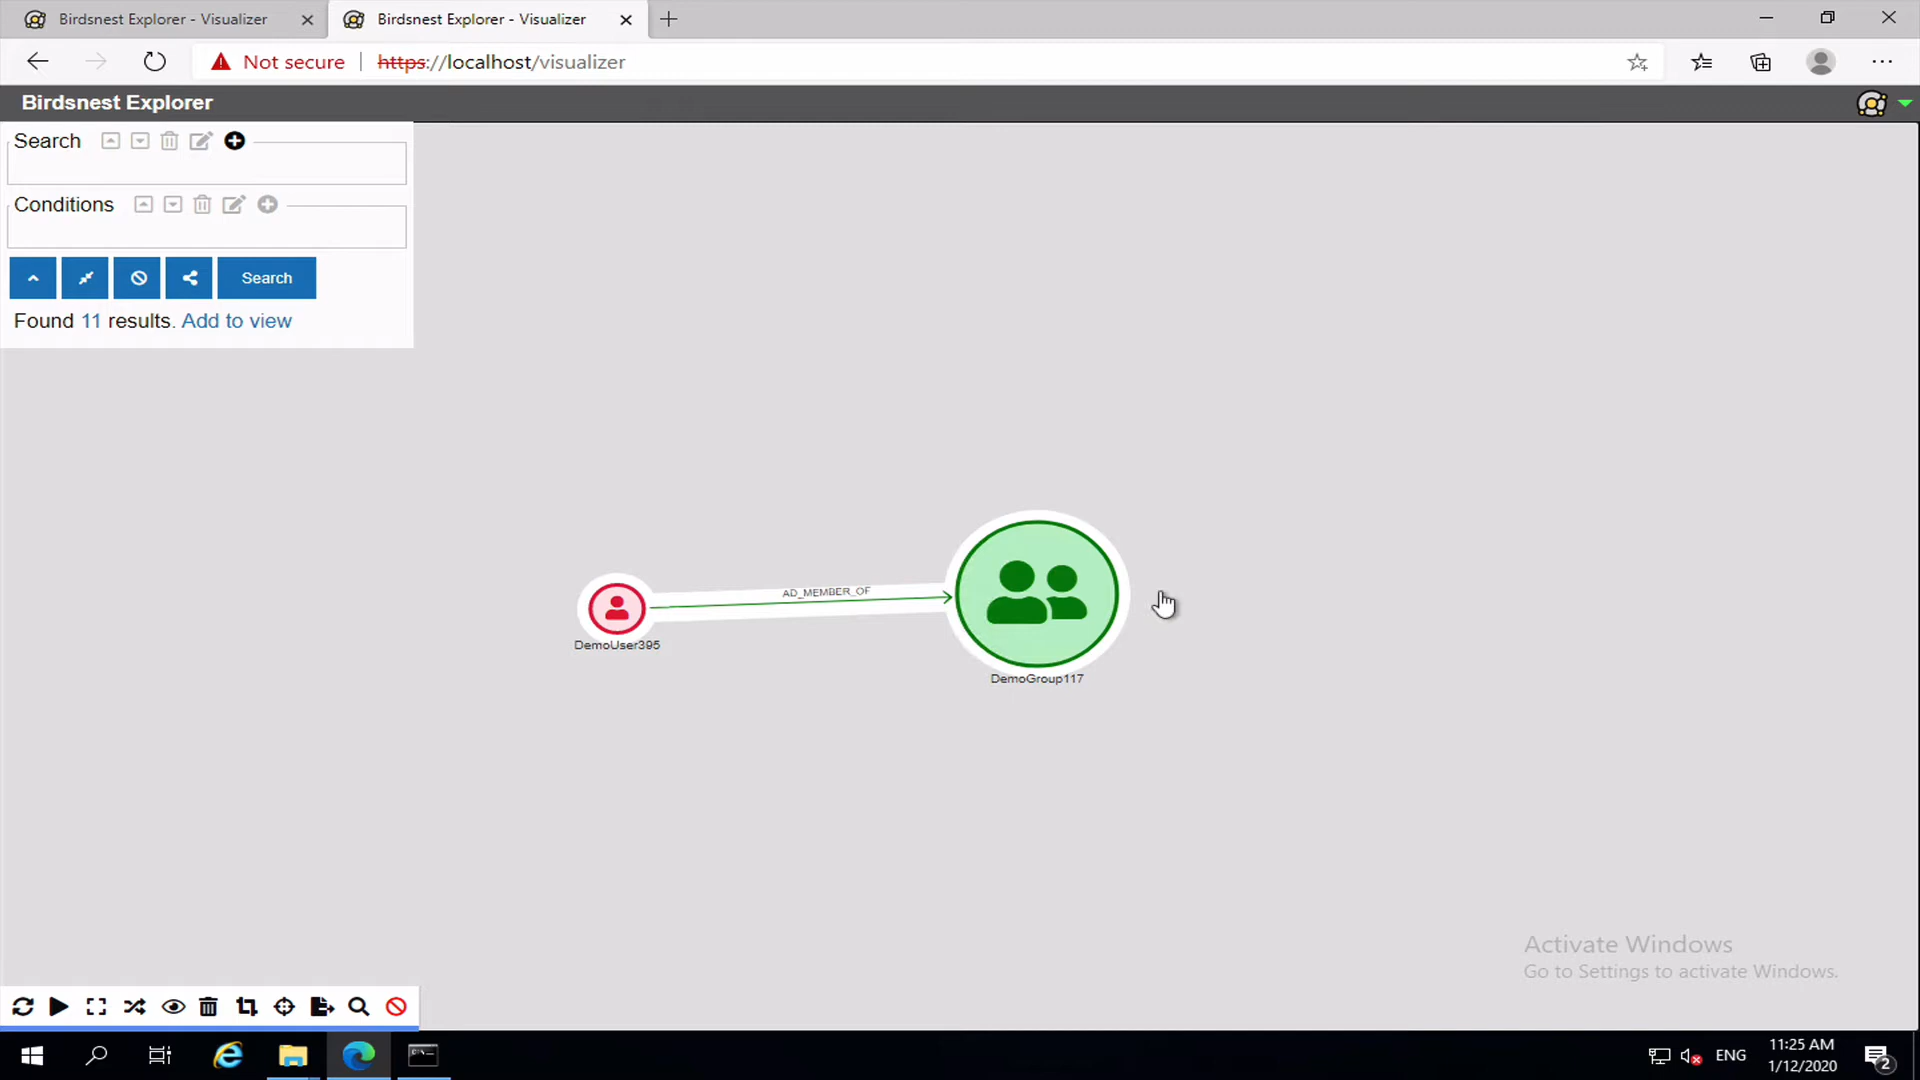 Birdsnest Explorer - Visualizer
Birdsnest Explorer - Visualizer
Not secure
https://localhost/visualizer
Birdsnest Explorer
Search
Conditions
Search
Found 11 results. Add to view
AD_MEMBER_OF
DemoUser395
DemoGroup117
Activate Windows
Go to Settings to activate Windows.
ENG
11:25 AM
1/12/2020
2